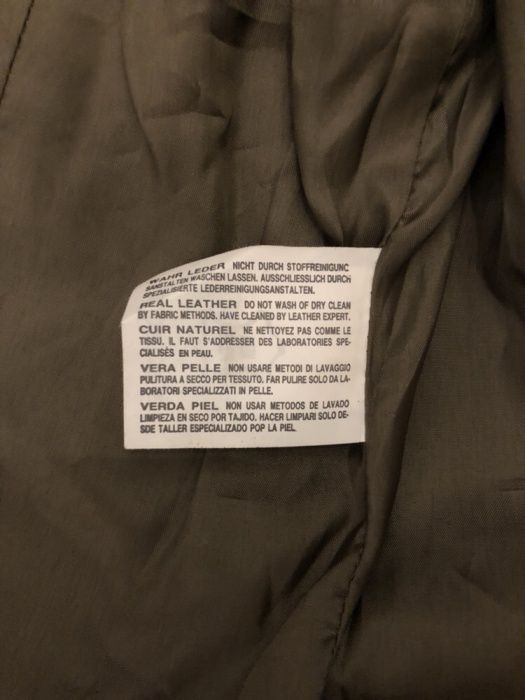 WAHR LEDER NICHT DURCH STOFFREINIGUNC
SANSTALTEN WASCHEN LASSEN. AUSSCHLIESSLICH DURCH
SPEZIALISIERTE LEDERREINIGUNGSANSTALTEN.
REAL LEATHER DO NOT WASH OF DRY CLEAN
BY FABRIC METHODS. HAVE CLEANED BY LEATHER EXPERT.
CUIR NATUREL NE NETTOYEZ PAS COMME LE
TISSU. IL FAUT S'ADDRESSER DES LABORATORIES SPE-
CIALISÉS EN PEAU.
VERA PELLE NON USARE METODI DI LAVAGGIO
PULITURA A SECCO PER TESSUTO. FAR PULIRE SOLO DA LA-
BORATORI SPECIALIZZATI IN PELLE.
VERDA PIEL NON USAR METODOS DE LAVADO
LIMPIEZA EN SECO POR TAJIDO. HACER LIMPIARI SOLO DE-
SDE TALLER ESPECIALIZADO POP LA PIEL